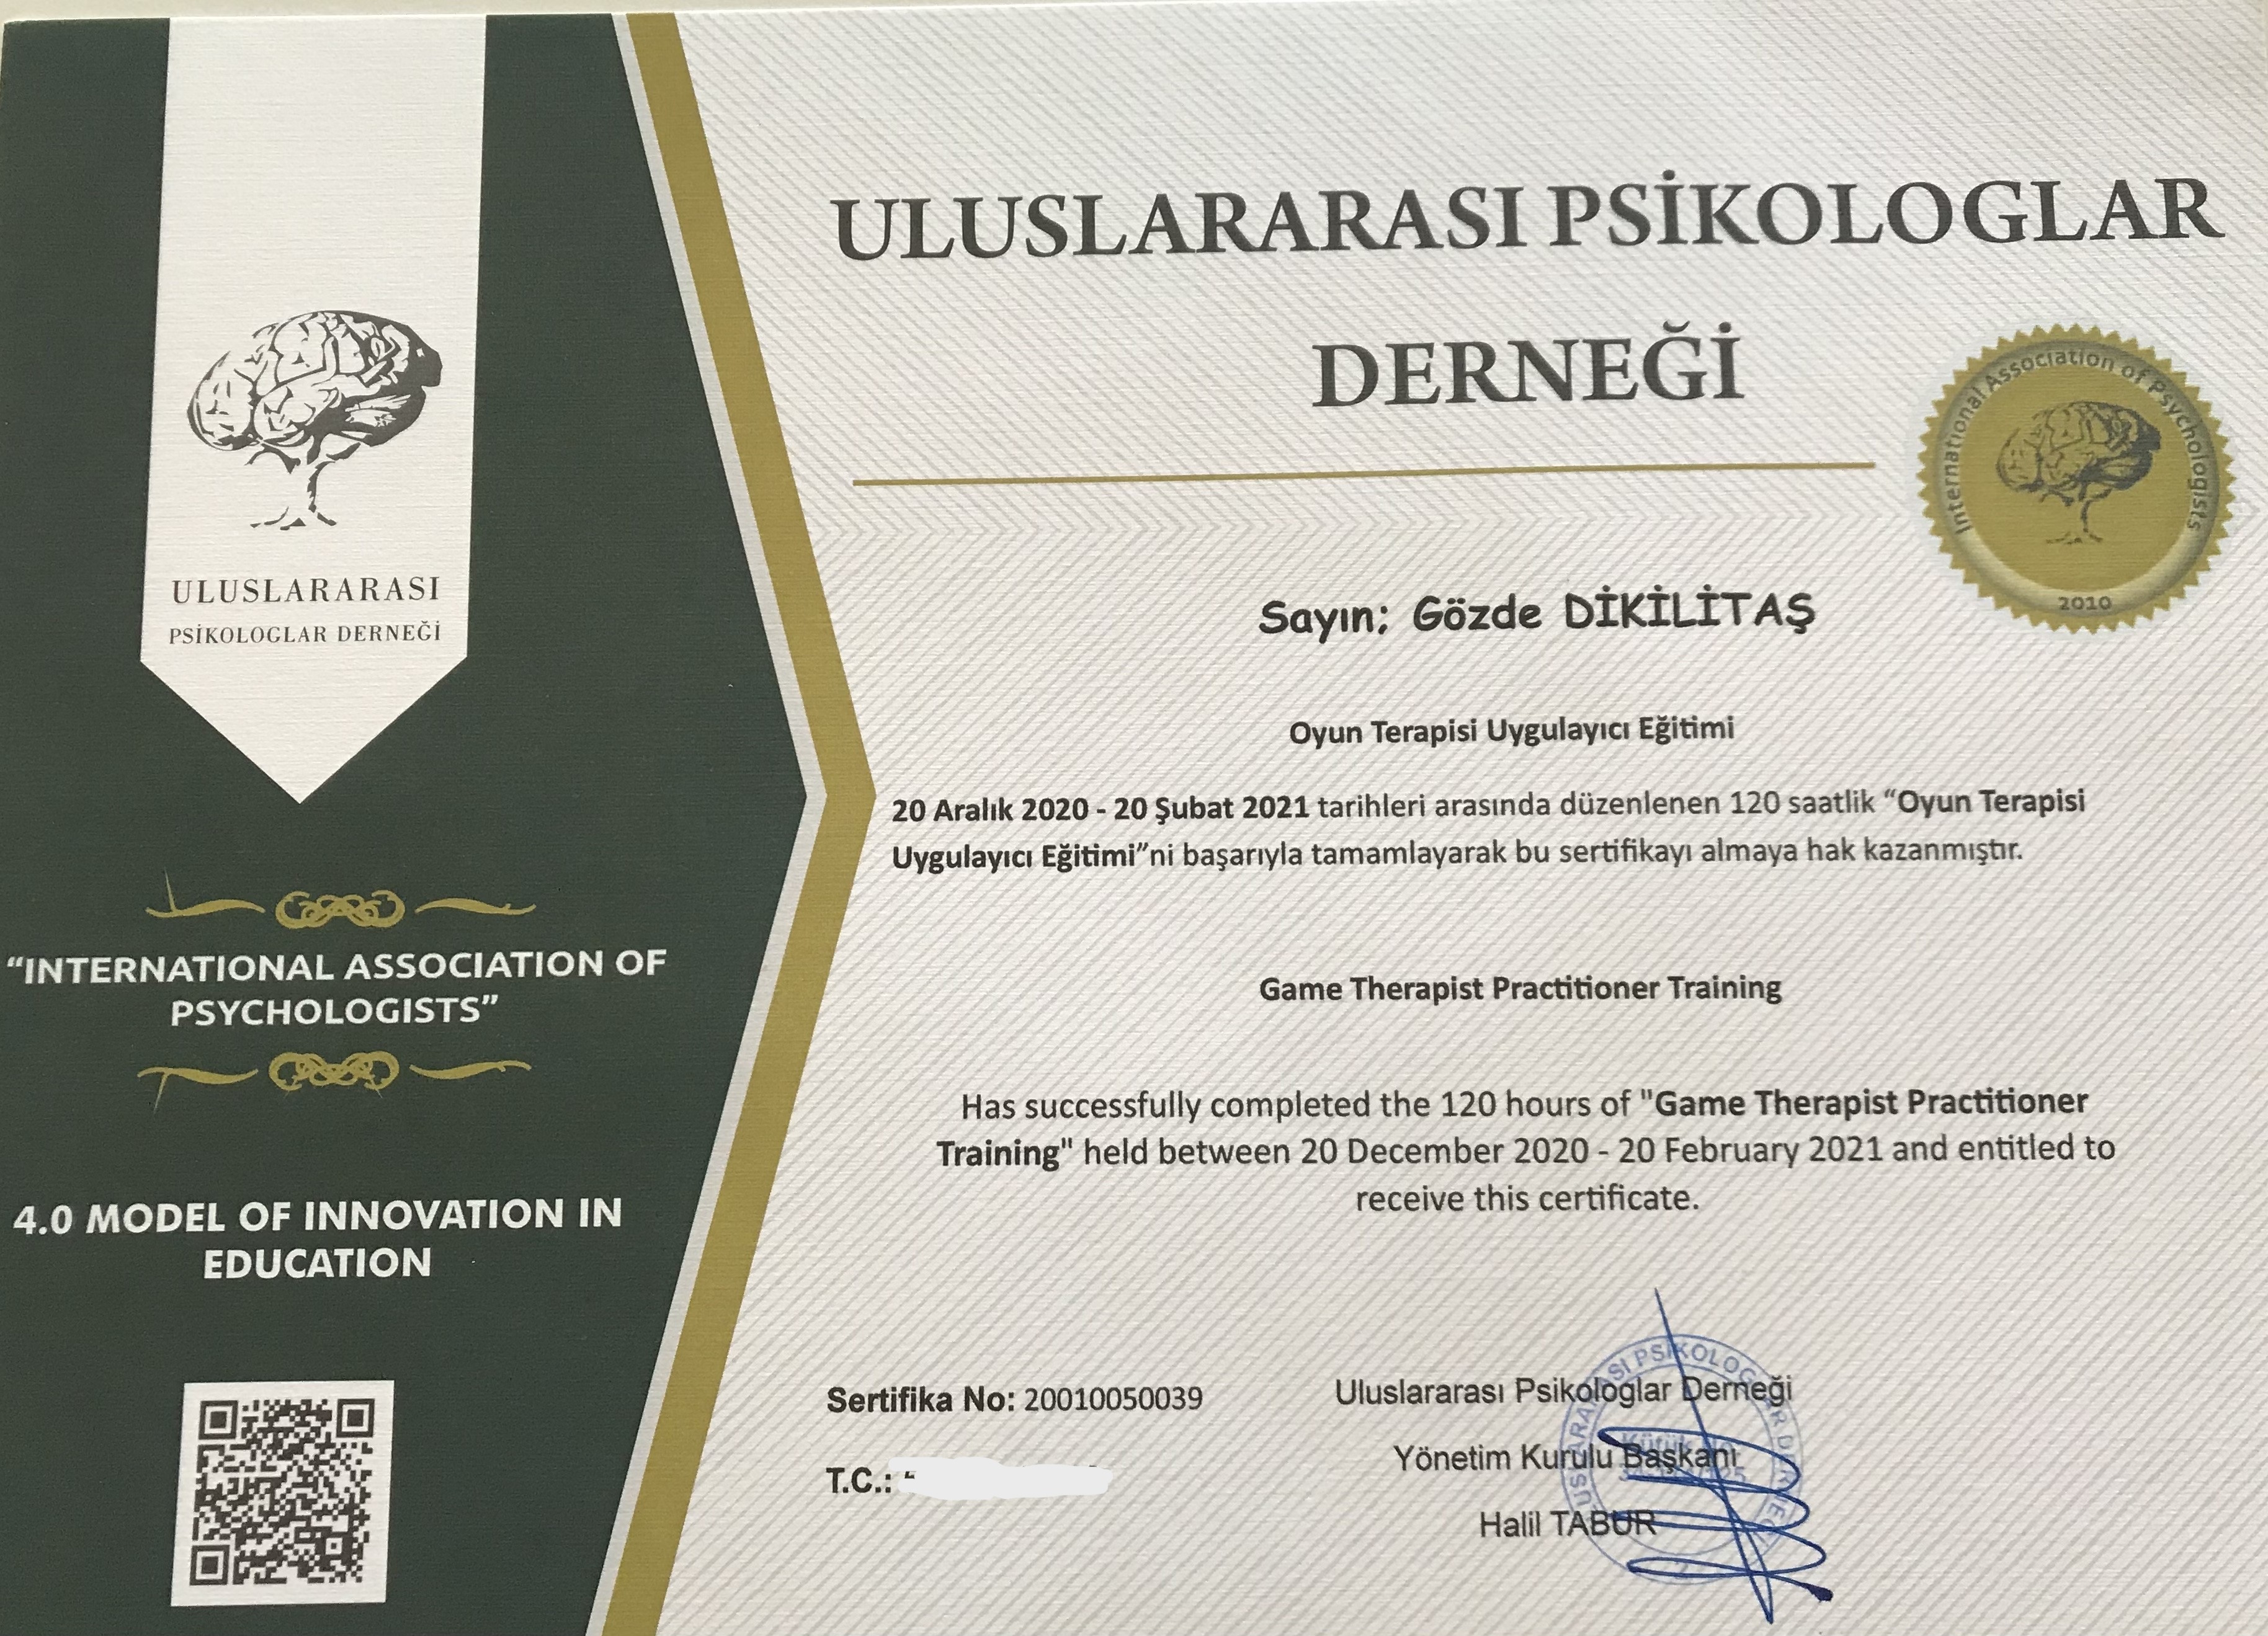 ULUSLARARASI
PSİKOLOGLAR DERNEĞİ
“INTERNATIONAL ASSOCIATION OF
PSYCHOLOGISTS”
4.0 MODEL OF INNOVATION IN
EDUCATION
ULUSLARARASI PSİKOLOGLAR
DERNEĞİ
International Association of Psychologists
2010
Sayın; Gözde DİKİLİTAŞ
Oyun Terapisi Uygulayıcı Eğitimi
20 Aralık 2020 - 20 Şubat 2021 tarihleri arasında düzenlenen 120 saatlik “Oyun Terapisi
Uygulayıcı Eğitimi”ni başarıyla tamamlayarak bu sertifikayı almaya hak kazanmıştır.
Game Therapist Practitioner Training
Has successfully completed the 120 hours of "Game Therapist Practitioner
Training" held between 20 December 2020 - 20 February 2021 and entitled to
receive this certificate.
Sertifika No: 20010050039
T.C.:
Uluslararası Psikologlar Derneği
Yönetim Kurulu Başkanı
Halil TABUR